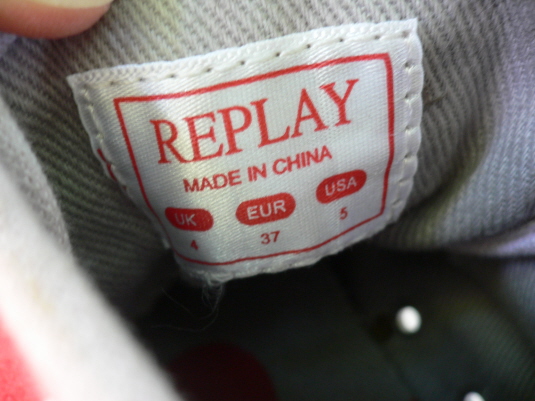 REPLAY
MADE IN CHINA
UK EUR USA
4 37 5